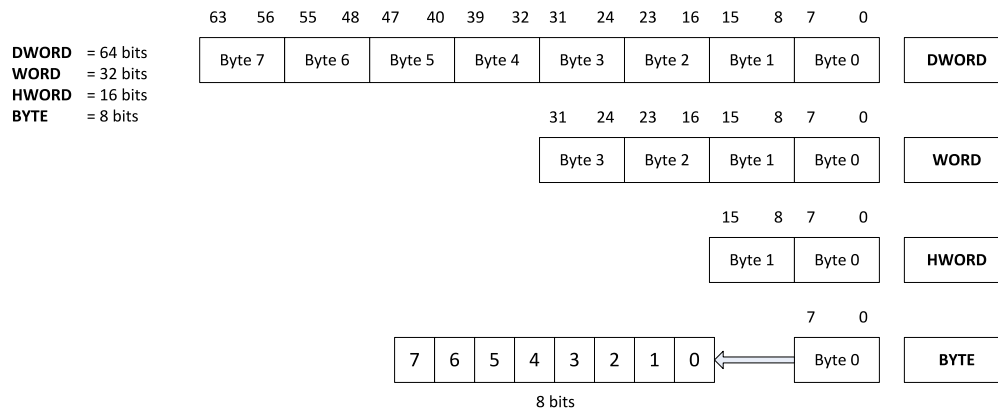 63 56 55 48 47 40 39 32 31 24 23 16 15 8 7 0
DWORD = 64 bits
WORD = 32 bits
HWORD = 16 bits
BYTE = 8 bits
Byte 7 Byte 6 Byte 5 Byte 4 Byte 3 Byte 2 Byte 1 Byte 0 DWORD
31 24 23 16 15 8 7 0
Byte 3 Byte 2 Byte 1 Byte 0 WORD
15 8 7 0
Byte 1 Byte 0 HWORD
7 0
7 6 5 4 3 2 1 0 Byte 0 BYTE
8 bits